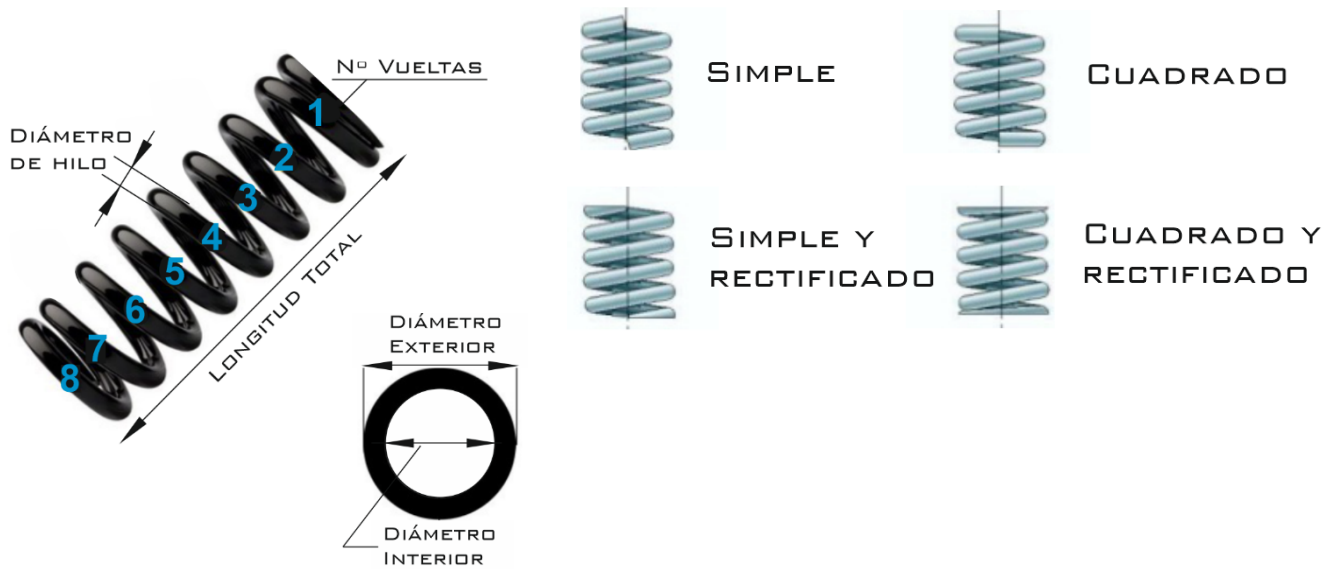 Nº Vueltas
Diámetro
de hilo
1
2
3
4
5
6
7
8
Longitud Total
Diámetro
Exterior
Diámetro
Interior
Simple
Cuadrado
Simple y
rectificado
Cuadrado y
rectificado